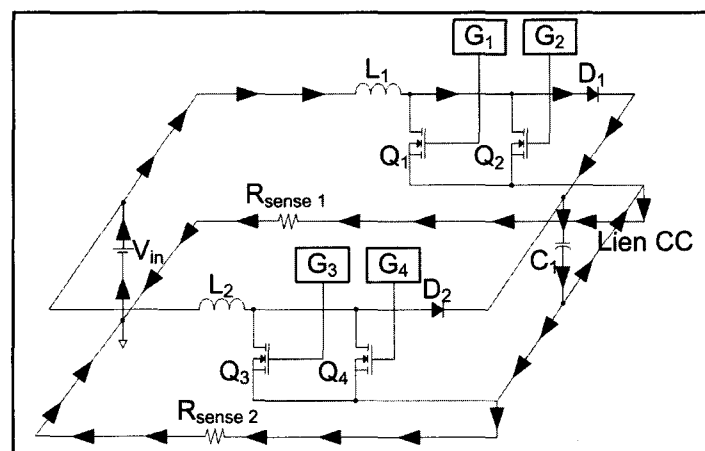 G1 G2
L1 D1
Q1 Q2
Rsense 1
Vin Lien CC
C1
G3 G4
L2 D2
Q3 Q4
Rsense 2